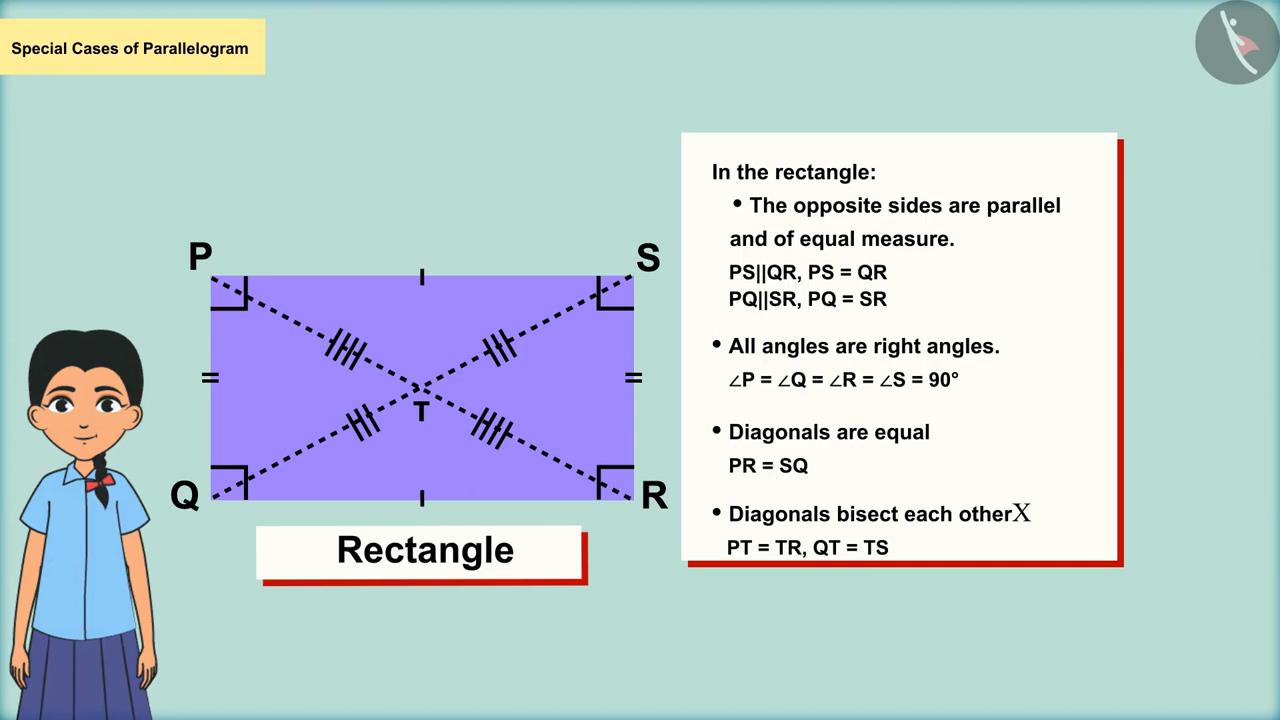 Special Cases of Parallelogram
P
S
T
Q
R
Rectangle
In the rectangle:
• The opposite sides are parallel
and of equal measure.
PS||QR, PS = QR
PQ||SR, PQ = SR
• All angles are right angles.
∠P = ∠Q = ∠R = ∠S = 90°
• Diagonals are equal
PR = SQ
• Diagonals bisect each otherX
PT = TR, QT = TS